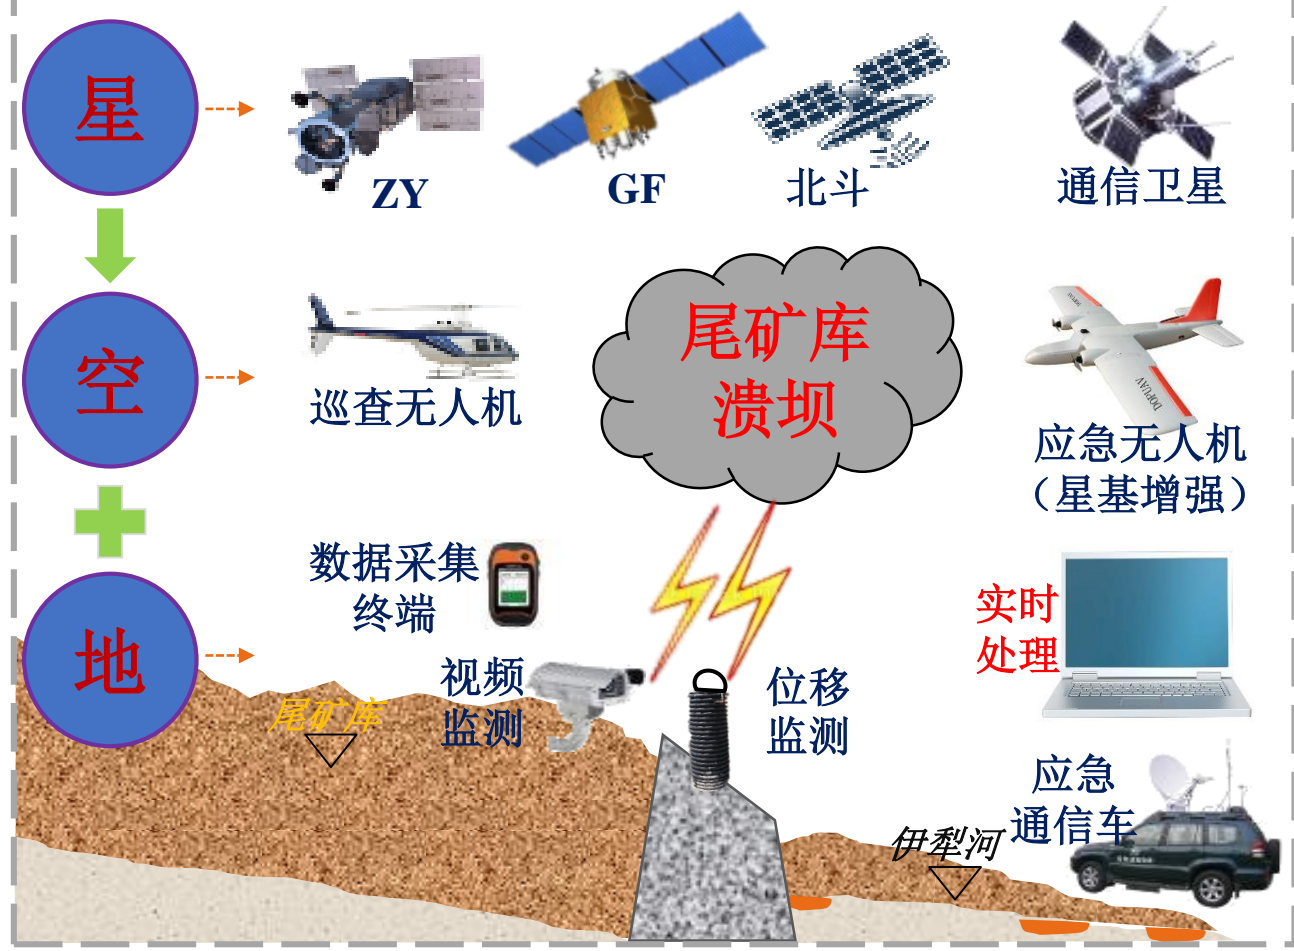 星
ZY
GF
北斗
通信卫星
空
巡查无人机
尾矿库
溃坝
DOPUAV
应急无人机
（星基增强）
地
数据采集
终端
视频
监测
尾矿库
位移
监测
实时
处理
应急
通信车
伊犁河